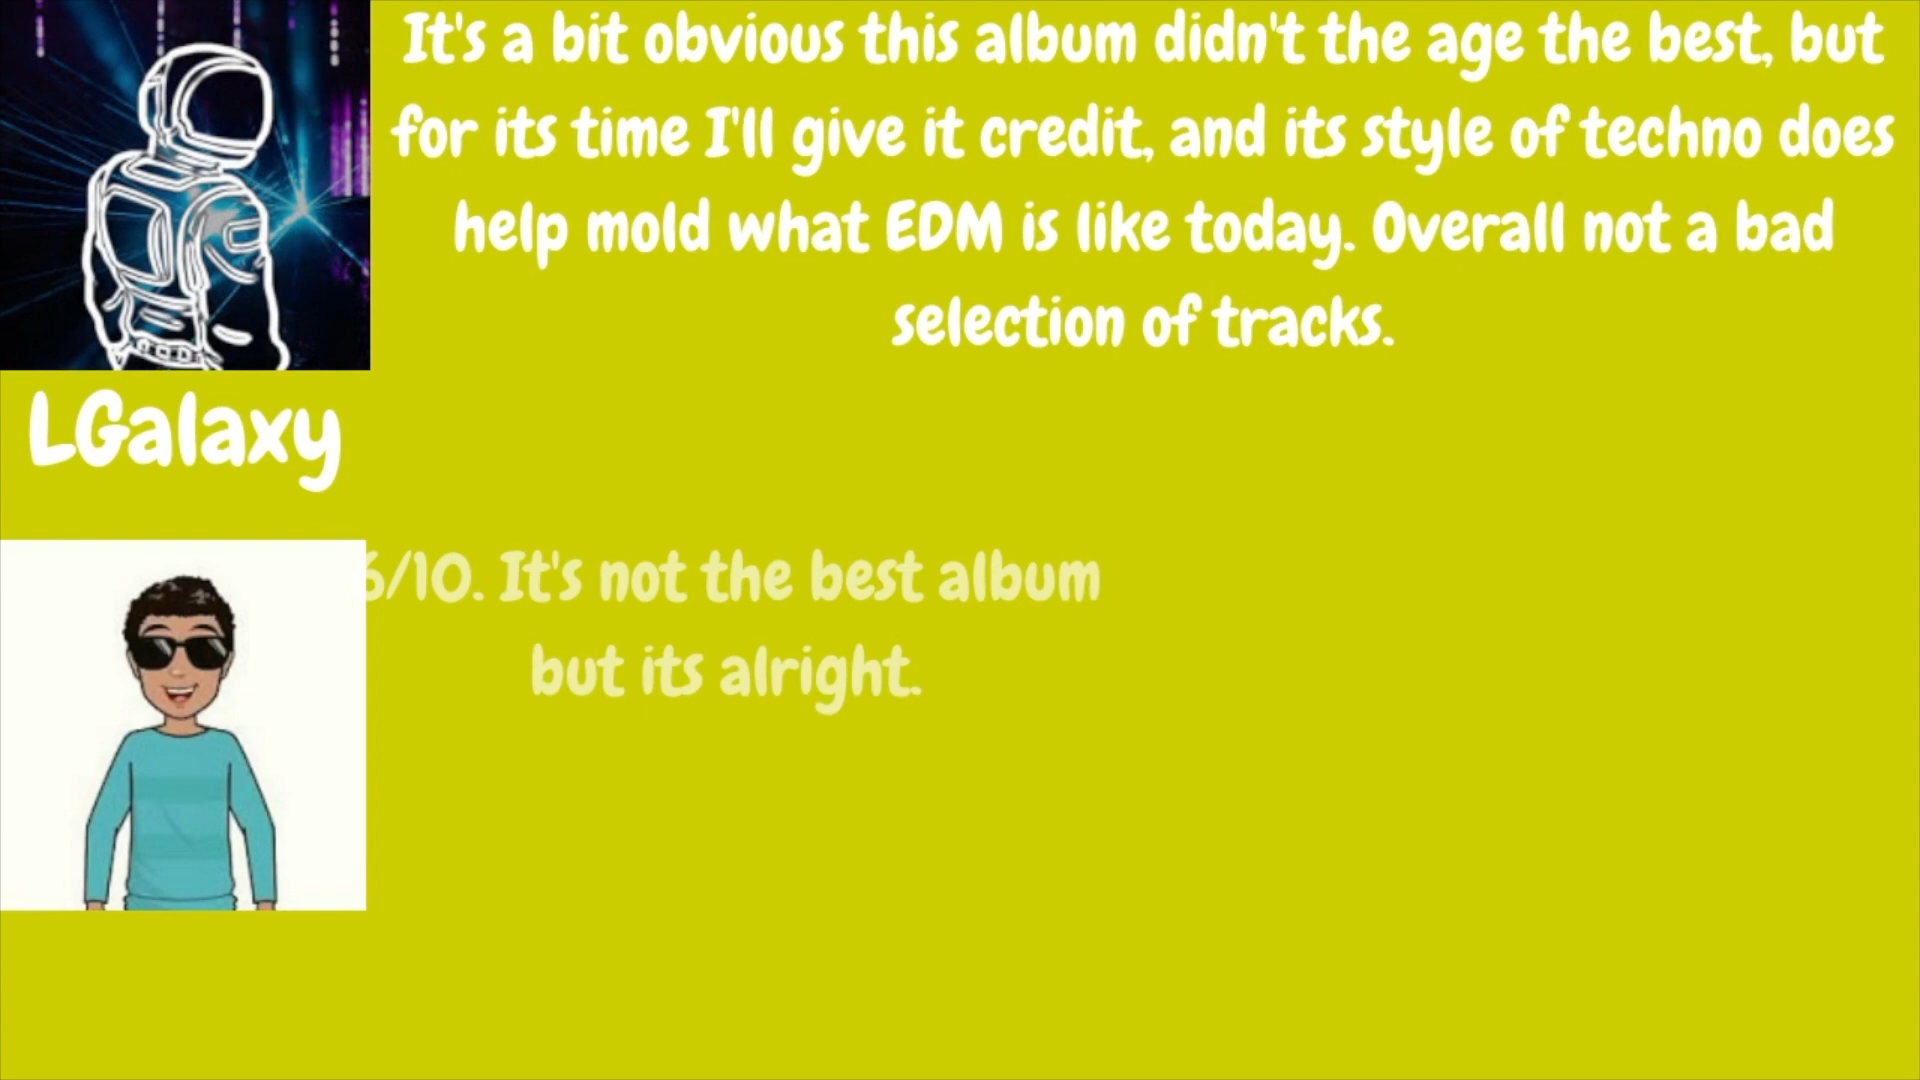 It's a bit obvious this album didn't the age the best, but
for its time I'll give it credit, and its style of techno does
help mold what EDM is like today. Overall not a bad
selection of tracks.
LGalaxy
6/10. It's not the best album
but its alright.